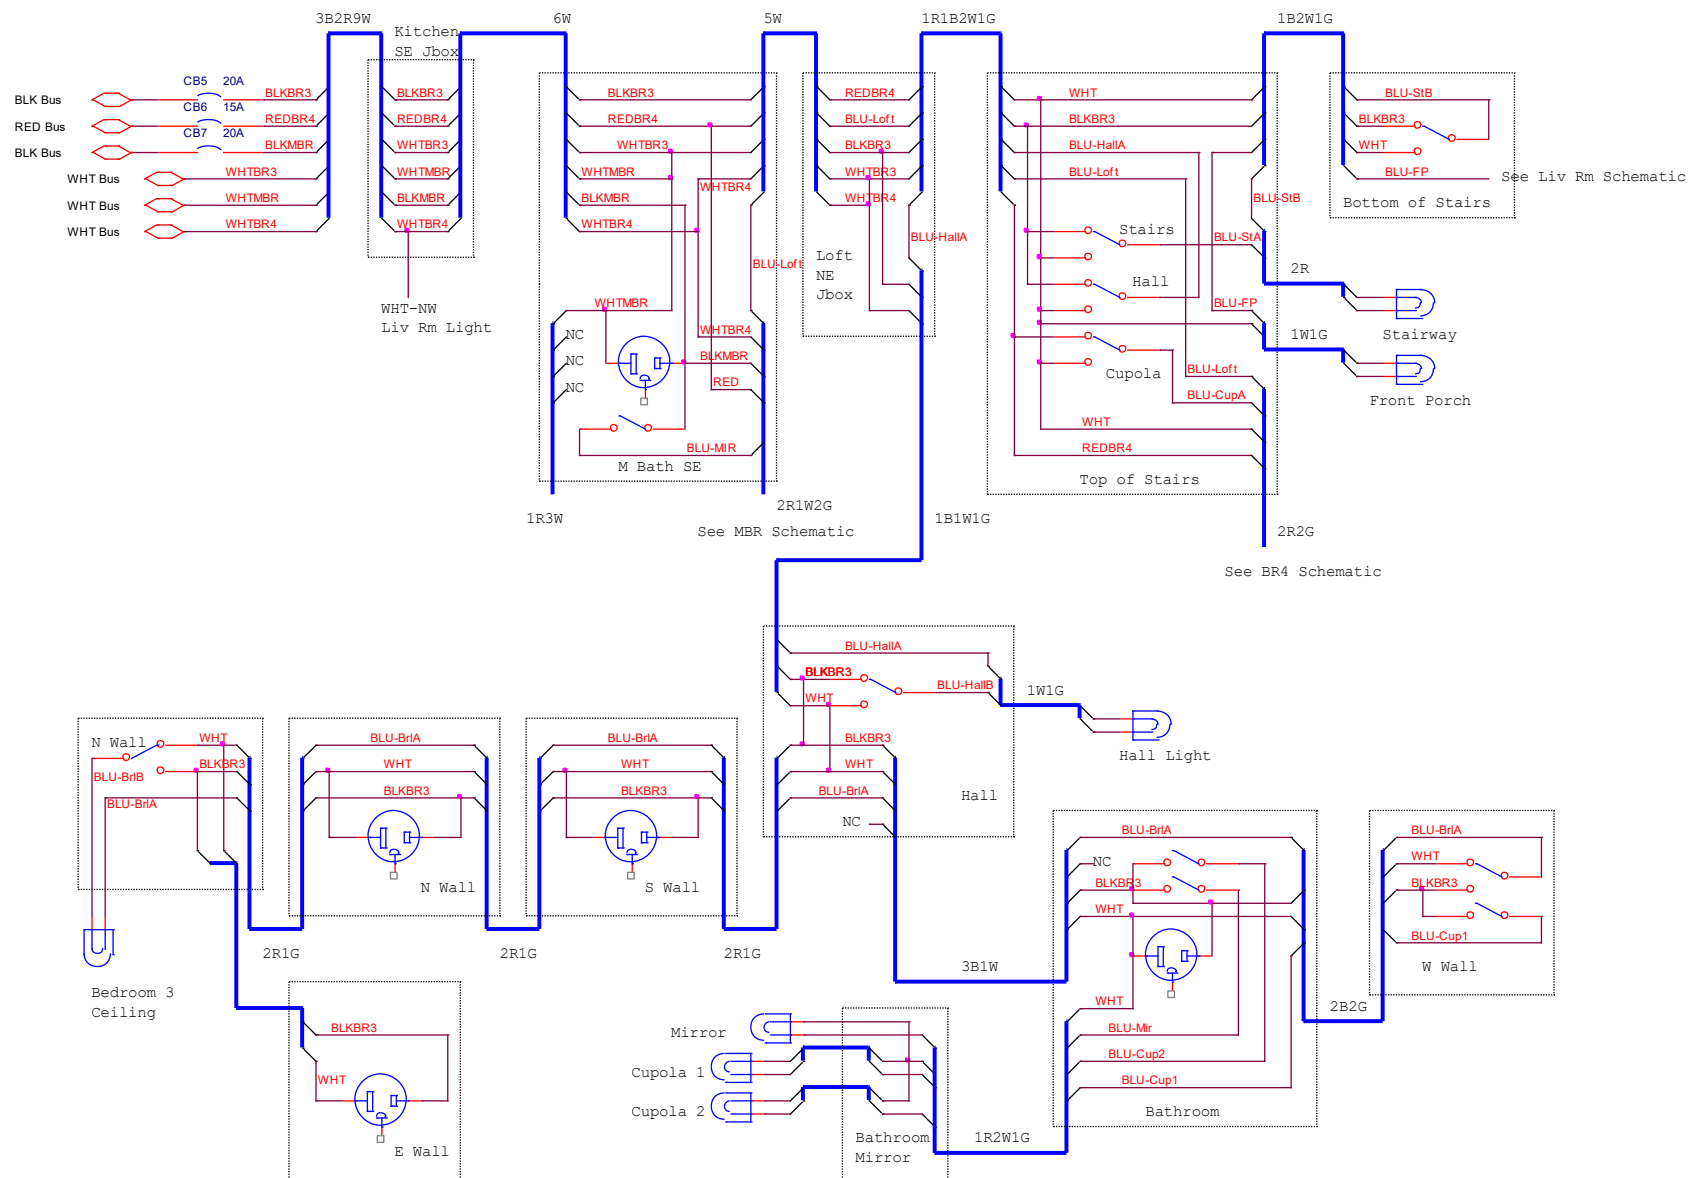 3B2R9W
6W
5W
1R1B2W1G
1B2W1G
Kitchen
SE Jbox
CB5 20A
BLK Bus
BLKBR3
CB6 15A
RED Bus
REDBR4
CB7 20A
BLK Bus
BLKMBR
WHT Bus
WHTBR3
WHT Bus
WHTMBR
WHT Bus
WHTBR4
BLKBR3
REDBR4
WHTBR3
WHTMBR
BLKMBR
WHTBR4
WHT-NW
Liv Rm Light
BLKBR3
REDBR4
WHTBR3
WHTMBR
WHTBR4
BLKMBR
WHTBR4
BLU-Loft
WHTMBR
NC
NC
NC
WHTBR4
BLKMBR
RED
BLU-MIR
M Bath SE
1R3W
2R1W2G
See MBR Schematic
REDBR4
BLU-Loft
BLKBR3
WHTBR3
WHTBR4
BLU-HallA
Loft
NE
Jbox
1B1W1G
WHT
BLKBR3
BLU-HallA
BLU-Loft
BLU-StB
Stairs
BLU-StA
Hall
BLU-FP
Cupola
BLU-Loft
BLU-CupA
WHT
REDBR4
Top of Stairs
2R2G
See BR4 Schematic
BLU-StB
BLKBR3
WHT
BLU-FP
See Liv Rm Schematic
Bottom of Stairs
2R
Stairway
1W1G
Front Porch
BLU-HallA
BLKBR3
BLU-HallB
WHT
1W1G
Hall Light
BLKBR3
WHT
BLU-BrlA
Hall
NC
N Wall
WHT
BLKBR3
BLU-BrlB
BLU-BrlA
Bedroom 3
Ceiling
BLU-BrlA
WHT
BLKBR3
N Wall
BLU-BrlA
WHT
BLKBR3
S Wall
2R1G
2R1G
2R1G
3B1W
BLKBR3
WHT
E Wall
Mirror
Cupola 1
Cupola 2
Bathroom
Mirror
1R2W1G
BLU-BrlA
NC
BLKBR3
WHT
WHT
BLU-Mir
BLU-Cup2
BLU-Cup1
Bathroom
2B2G
BLU-BrlA
WHT
BLKBR3
BLU-Cup1
W Wall